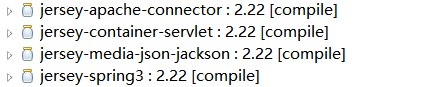 jersey-apache-connector : 2.22 [compile]
jersey-container-servlet : 2.22 [compile]
jersey-media-json-jackson : 2.22 [compile]
jersey-spring3 : 2.22 [compile]